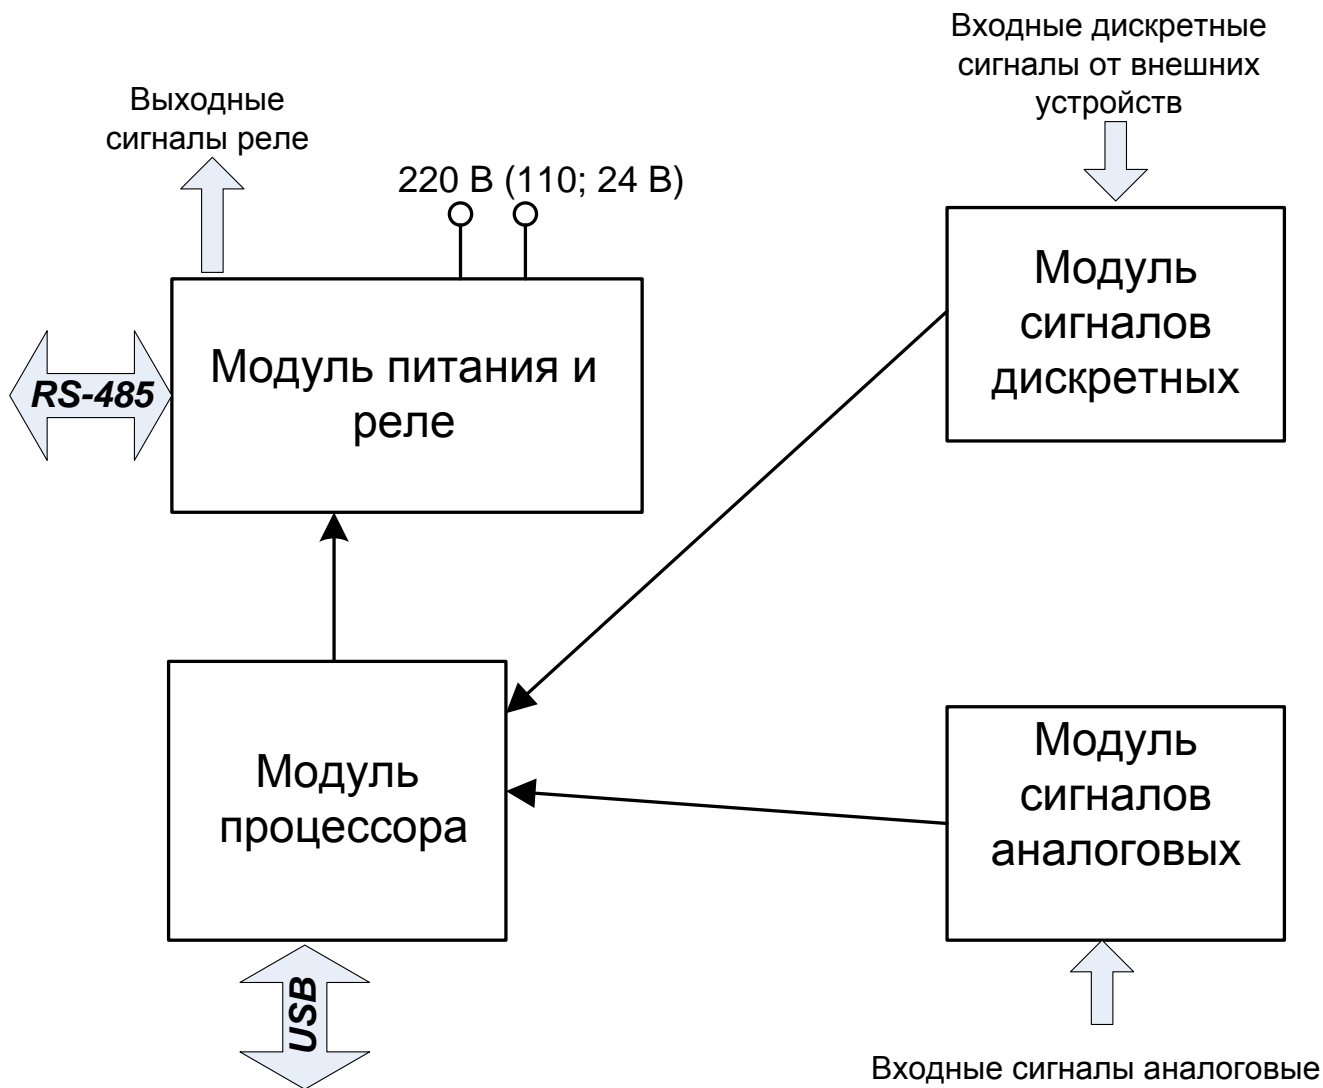 Входные дискретные
сигналы от внешних
устройств
Выходные
сигналы реле
220 В (110; 24 В)
Модуль
сигналов
дискретных
Модуль питания и
реле
RS-485
Модуль
процессора
Модуль
сигналов
аналоговых
USB
Входные сигналы аналоговые